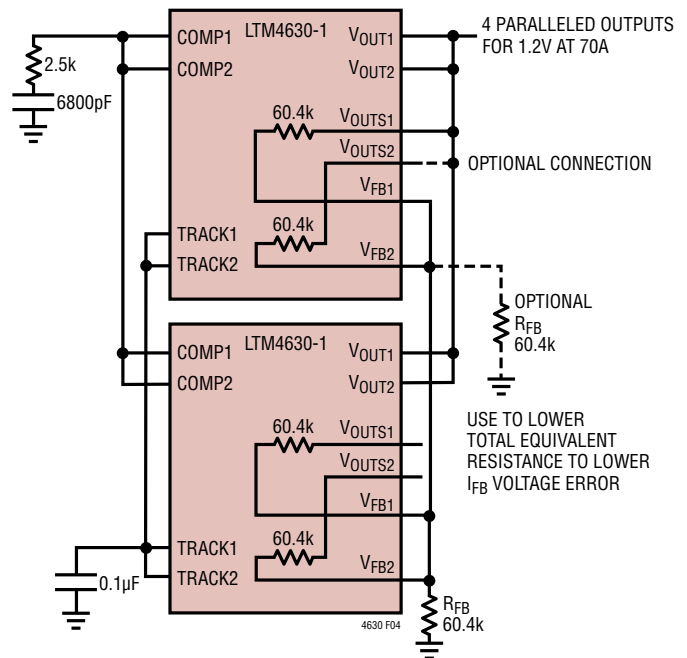 COMP1 LTM4630-1 VOUT1
4 PARALLELED OUTPUTS
FOR 1.2V AT 70A
2.5k
COMP2 VOUT2
6800pF
60.4k VOUTS1
VOUTS2
OPTIONAL CONNECTION
VFB1
60.4k
TRACK1
TRACK2 VFB2
OPTIONAL
RFB
60.4k
COMP1 LTM4630-1 VOUT1
COMP2 VOUT2
USE TO LOWER
TOTAL EQUIVALENT
RESISTANCE TO LOWER
IFB VOLTAGE ERROR
60.4k VOUTS1
VOUTS2
VFB1
60.4k
TRACK1
TRACK2 VFB2
0.1µF
RFB
60.4k
4630 F04